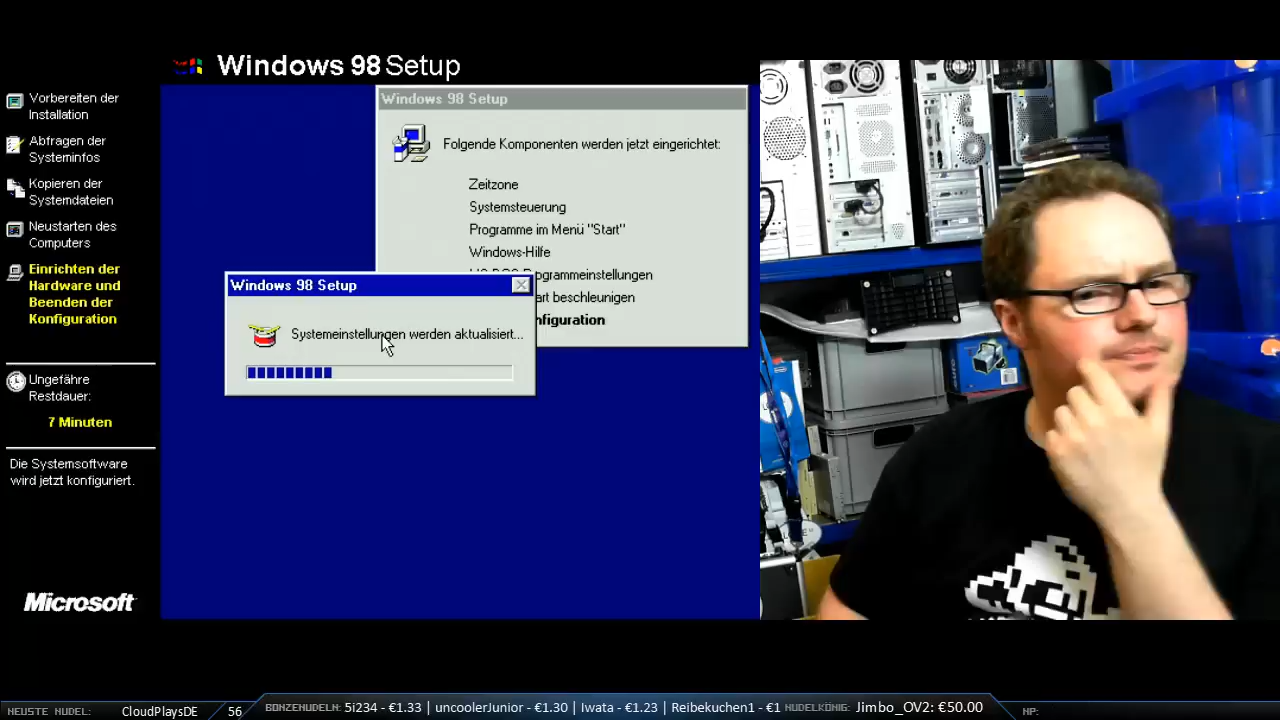 Windows 98 Setup
Vorbereiten der
Installation
Abfragen der
Systeminfos
Kopieren der
Systemdateien
Neustarten des
Computers
Einrichten der
Hardware und
Beenden der
Konfiguration
Ungefähre
Restdauer:
7 Minuten
Die Systemsoftware
wird jetzt konfiguriert.
Microsoft
Windows 98 Setup
Folgende Komponenten werden jetzt eingerichtet:
Zeitzone
Systemsteuerung
Programme im Menü "Start"
Windows-Hilfe
Windows 98 Setup
Systemeinstellungen werden aktualisiert...
beschleunigen
NEUSTE NUDEL: CloudPlaysDE 56 BONZENUDELN: 5i234 - €1.33 | uncoolerJunior - €1.30 | Iwata - €1.23 | Reibekuchen1 - €1 NUDELKÖNIG: Jimbo_OV2: €50.00 HP: